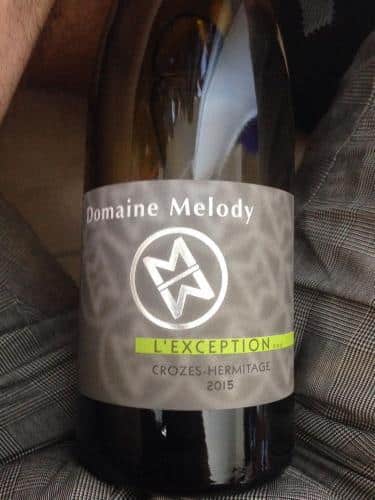 Domaine Melody
L'EXCEPTION...
CROZES-HERMITAGE
2015